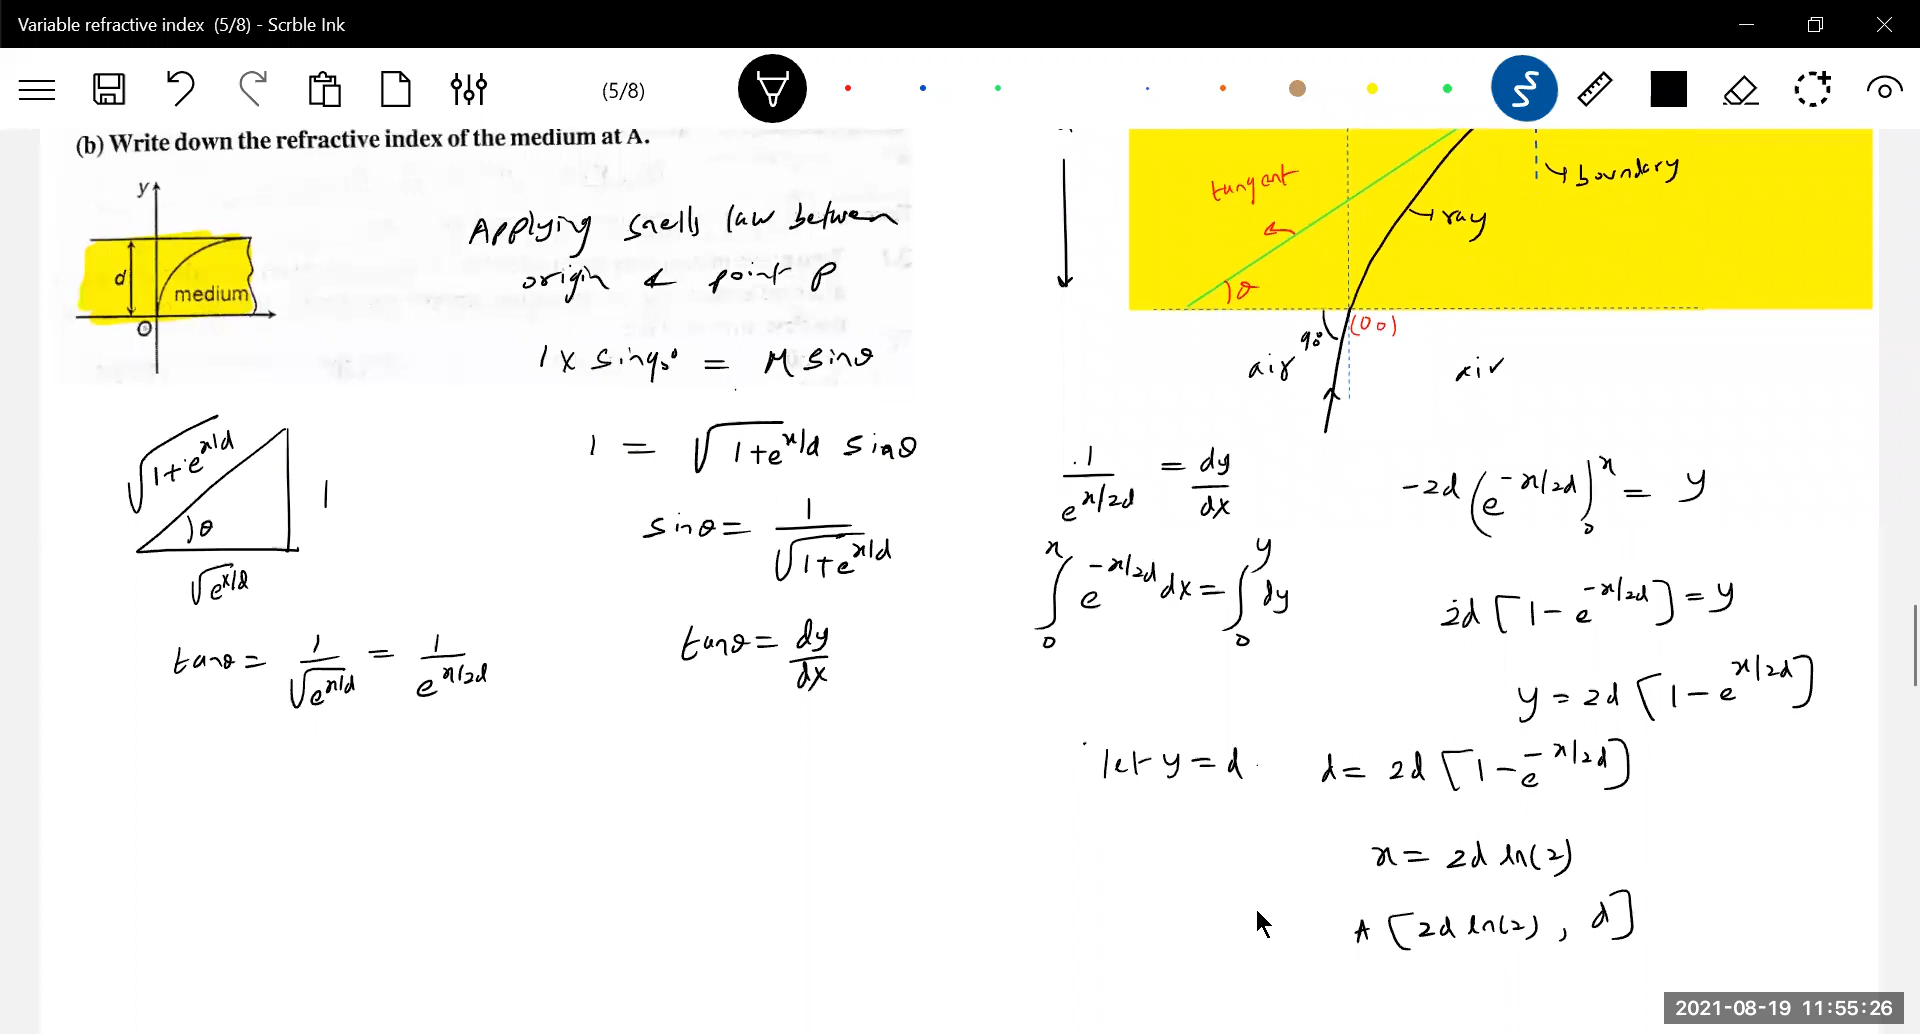 Variable refractive index (5/8) - Scrble Ink
(5/8)
(b) Write down the refractive index of the medium at A.
y
d
medium
O
Applying snells law between
origin & point P
1 x sin90° = μ sinθ
1 = √1+e^x/d sinθ
sinθ = 1/√1+e^x/d
tanθ = dy/dx
√1+e^x/d
θ
1
√e^x/d
tanθ = 1/√e^x/d = 1/e^x/2d
tangent
boundary
ray
θ
90°
(0 0)
air
air
1/e^x/2d = dy/dx
∫₀^x e^-x/2d dx = ∫₀^y dy
-2d (e^-x/2d)₀^x = y
2d [1 - e^-x/2d] = y
y = 2d [1 - e^x/2d]
let y = d. d = 2d [1 - e^-x/2d]
x = 2d ln(2)
A [2d ln(2), d]
2021-08-19 11:55:26